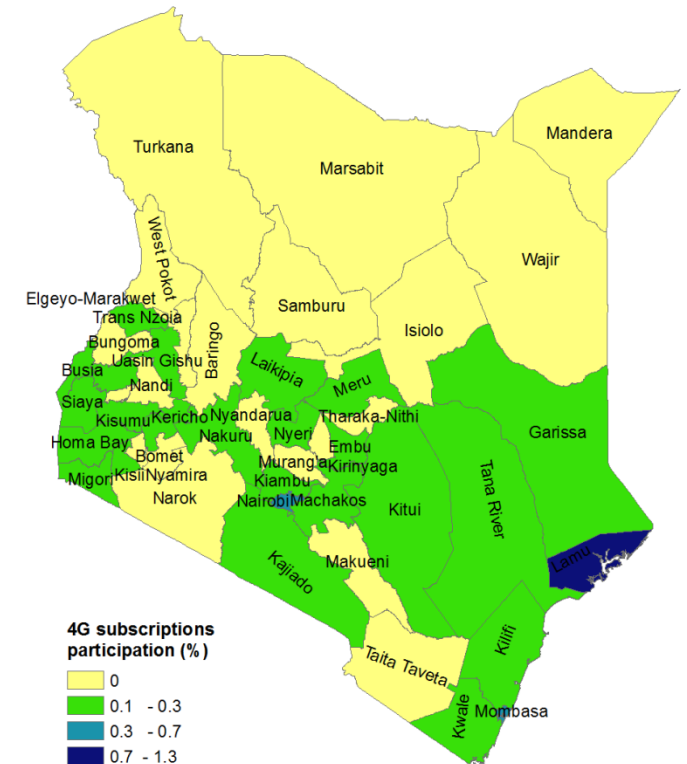 Mandera
Turkana
Marsabit
Wajir
West Pokot
Elgeyo-Marakwet
Samburu
Trans Nzoia
Isiolo
Bungoma
Baringo
Uasin Gishu
Busia
Laikipia
Nandi
Meru
Siaya
Kisumu
Kericho
Nyandarua
Tharaka-Nithi
Garissa
Homa Bay
Nakuru
Nyeri
Embu
Bomet
Murang'a
Kirinyaga
Migori
Kisii
Nyamira
Kiambu
Tana River
Narok
Nairobi
Machakos
Kitui
Makueni
Kajiado
Lamu
Kilifi
Taita Taveta
Kwale
Mombasa
4G subscriptions
participation (%)
0
0.1 - 0.3
0.3 - 0.7
0.7 - 1.3